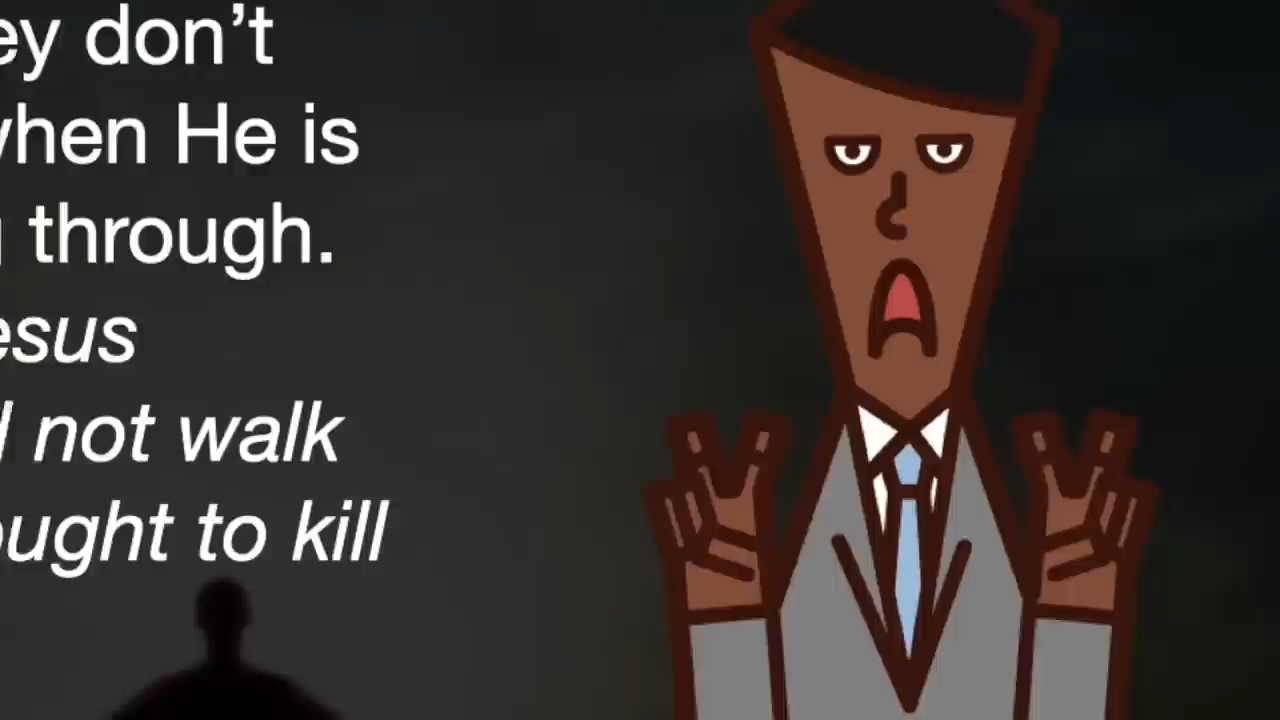 ey don’t
when He is
g through.
esus
d not walk
ought to kill